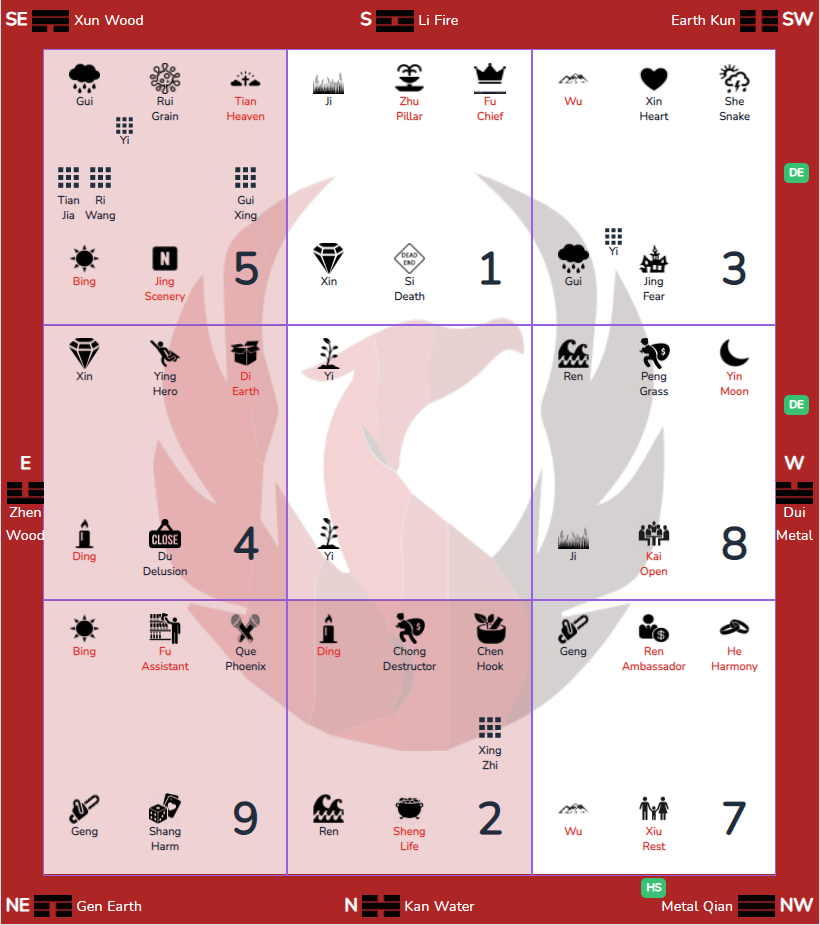 SE Xun Wood
S Li Fire
Earth Kun SW
Gui Rui Grain Tian Heaven
Yi
Tian Jia Ri Wang Gui Xing
Bing N Jing Scenery 5
Ji Zhu Pillar Fu Chief
Xin DEAD END Si Death 1
Wu Xin Heart She Snake
Yi
Gui Jing Fear 3
DE
DE
E
Zhen
Wood
Xin Ying Hero Di Earth
Ding CLOSE Du Delusion 4
Yi
Yi
Ren Peng Grass Yin Moon
Ji Kai Open 8
W
Dui
Metal
Bing Fu Assistant Que Phoenix
Geng Shang Harm 9
Ding Chong Destructor Chen Hook
Xing Zhi
Ren Sheng Life 2
Geng Ren Ambassador He Harmony
Wu Xiu Rest 7
NE Gen Earth
N Kan Water
HS
Metal Qian NW